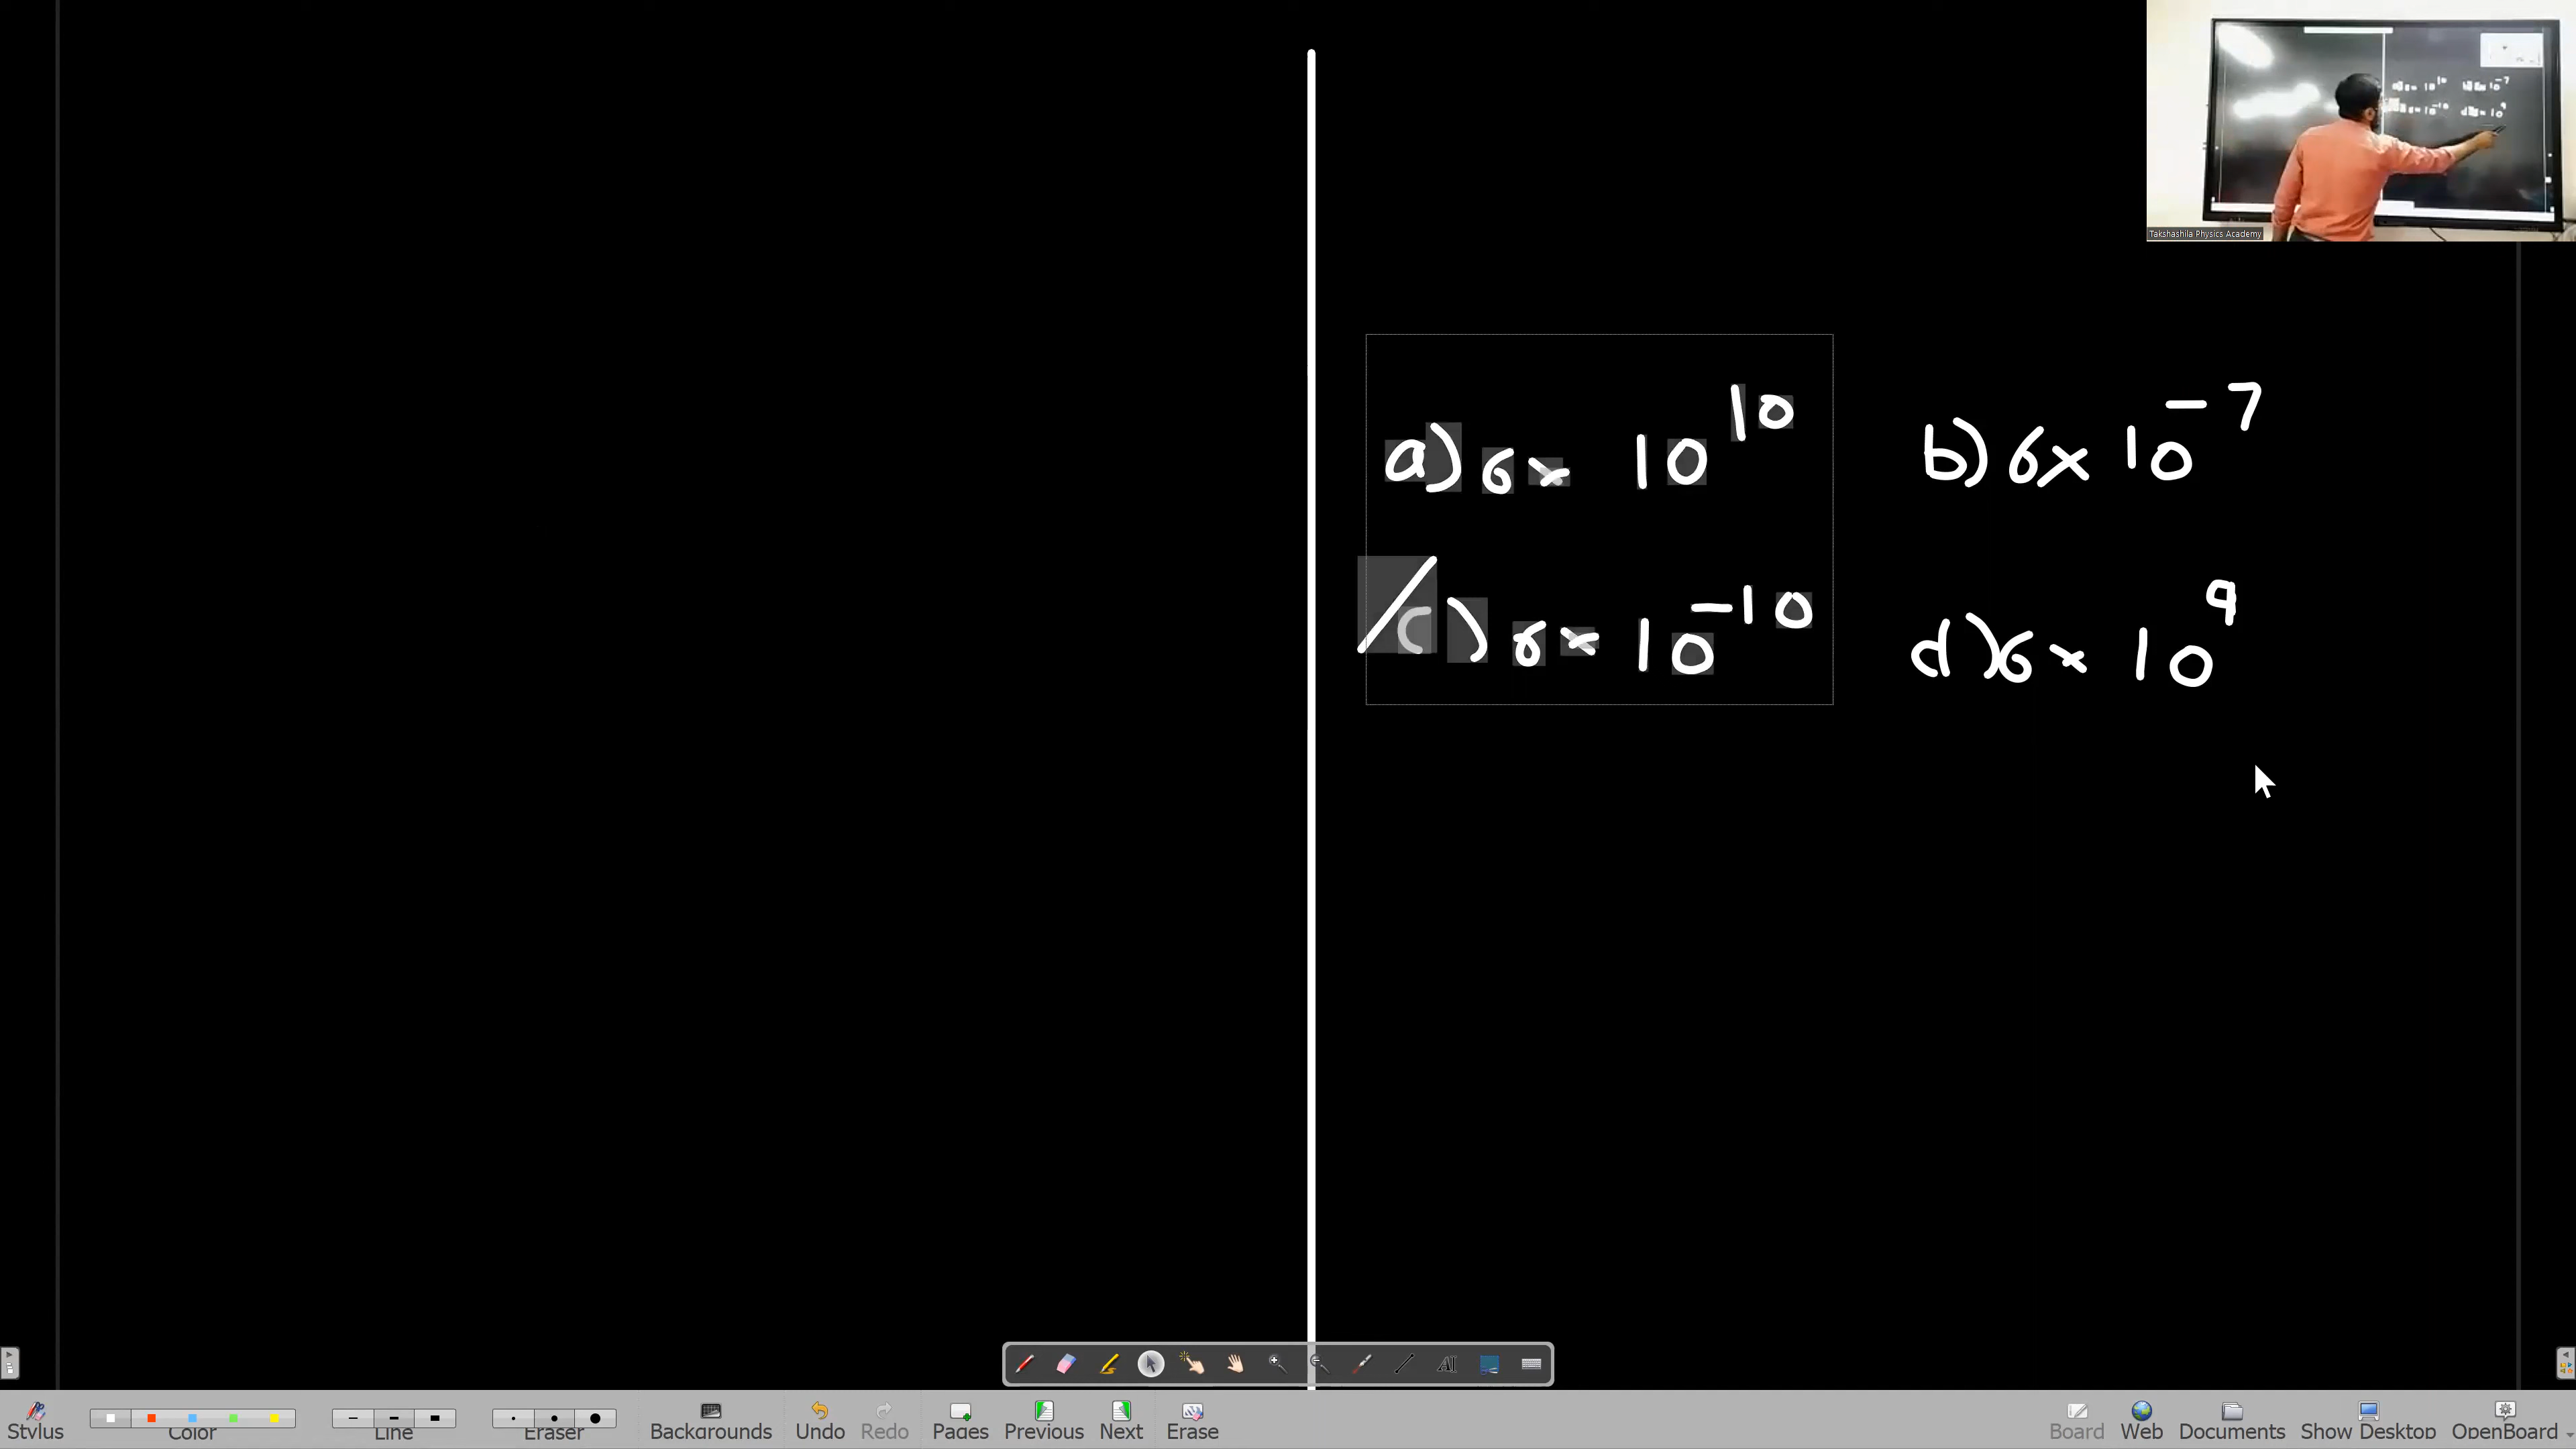 Takshashila Physics Academy
a) 6 × 10^10 b) 6 × 10^-7
c) 6 × 10^-10 d) 6 × 10^9
Stylus Color Line Eraser Backgrounds Undo Redo Pages Previous Next Erase Board Web Documents Show Desktop OpenBoard